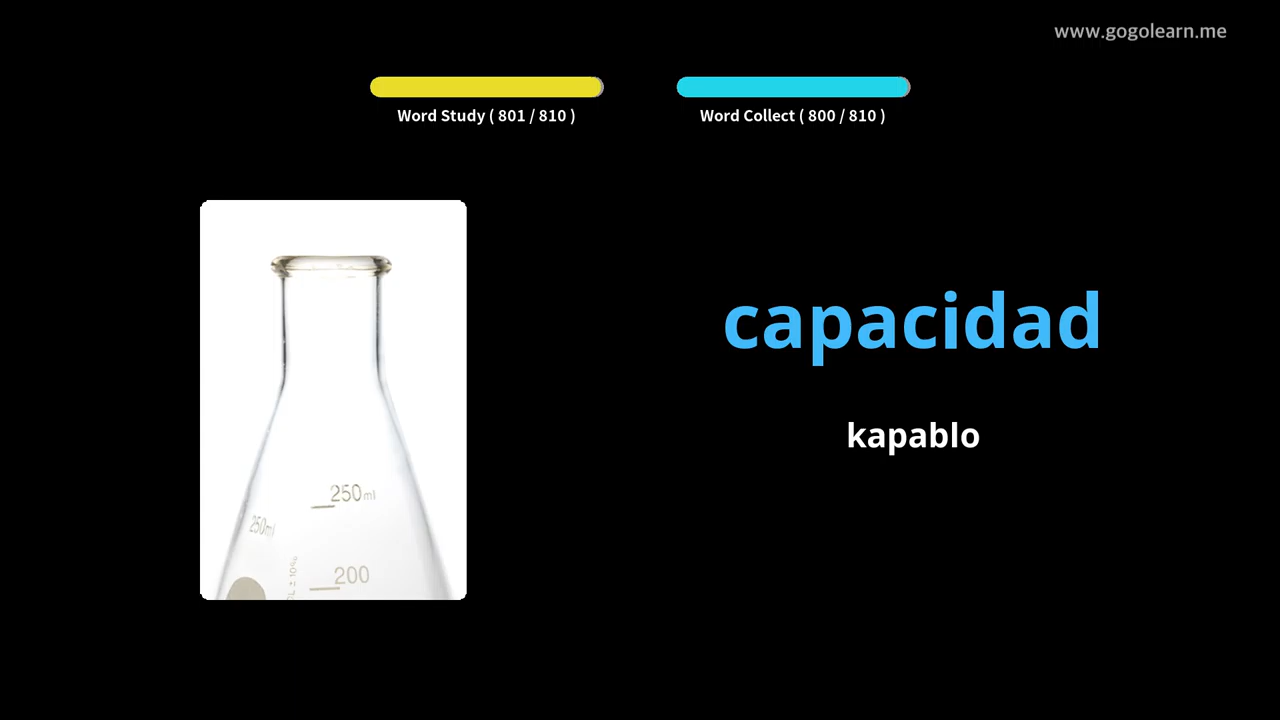 www.gogolearn.me
Word Study ( 801 / 810 )
Word Collect ( 800 / 810 )
capacidad
kapablo
250ml
250ml
200